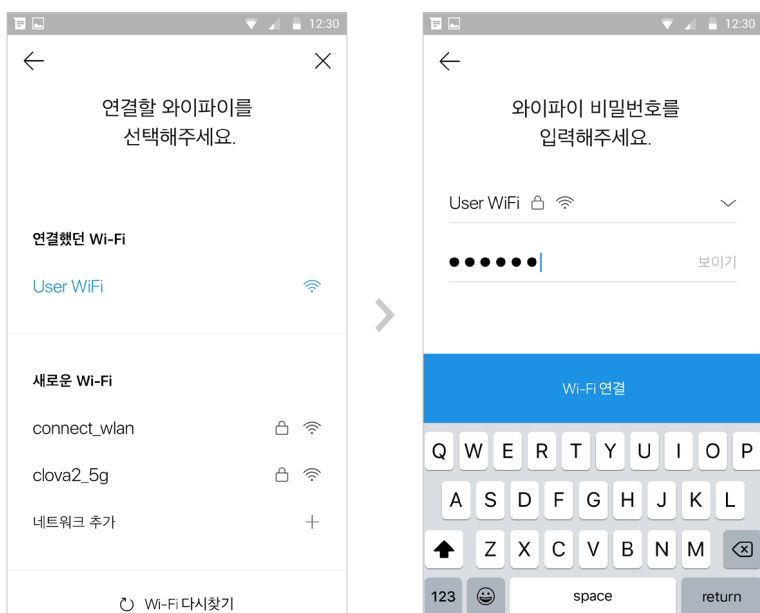 12:30
연결할 와이파이를
선택해주세요.
연결했던 Wi-Fi
User WiFi
새로운 Wi-Fi
connect_wlan
clova2_5g
네트워크 추가
Wi-Fi 다시찾기
12:30
와이파이 비밀번호를
입력해주세요.
User WiFi
보이기
Wi-Fi 연결
Q W E R T Y U I O P
A S D F G H J K L
Z X C V B N M
123 space return